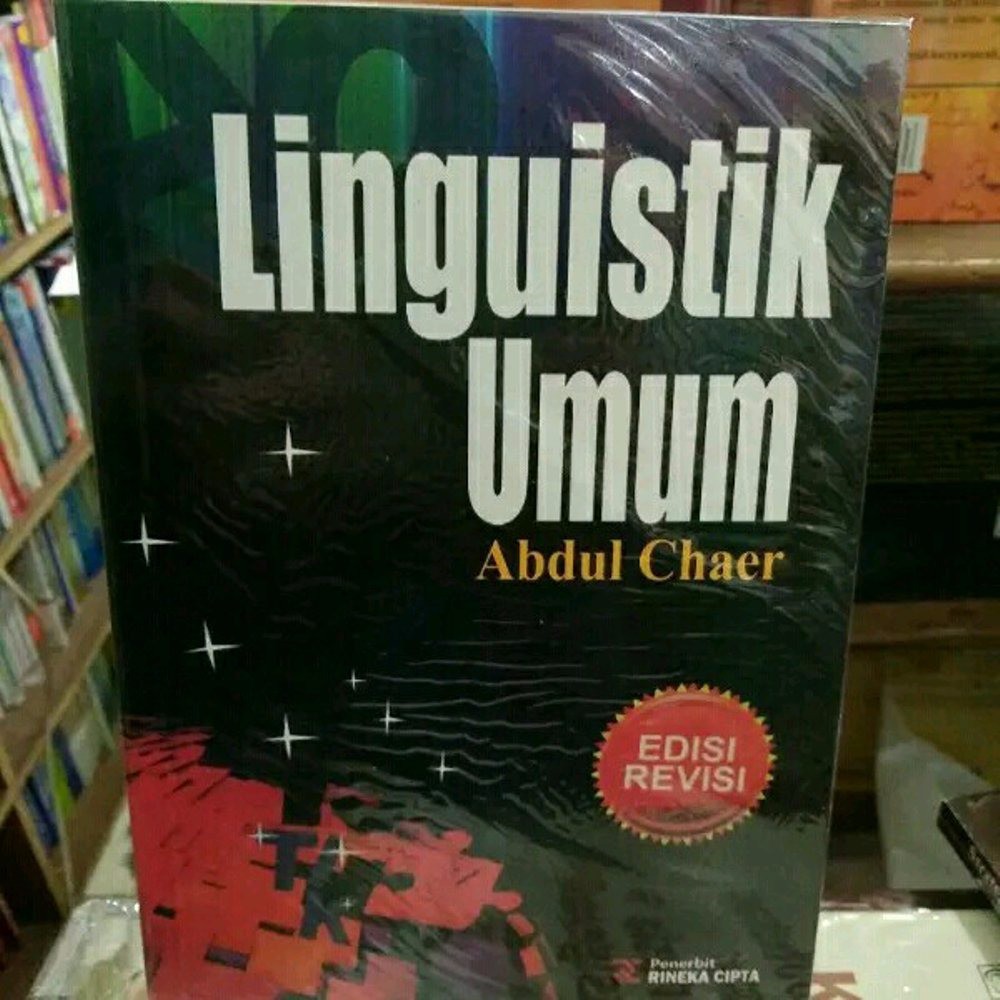 Linguistik
Umum
Abdul Chaer
EDISI
REVISI
Penerbit
RINEKA CIPTA